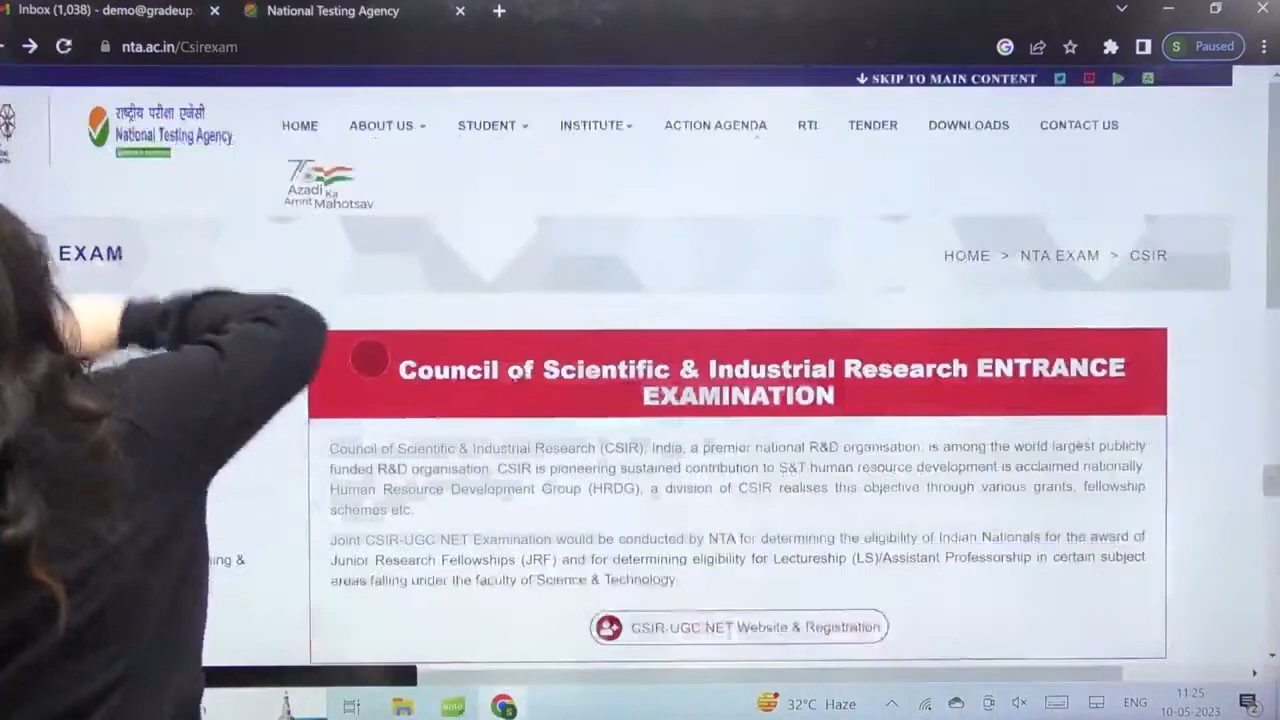 Inbox (1,038) - demo@gradeup.
National Testing Agency
nta.ac.in/Csirexam
S Paused
SKIP TO MAIN CONTENT
राष्ट्रीय परीक्षा एजेंसी
National Testing Agency
HOME ABOUT US STUDENT INSTITUTE ACTION AGENDA RTI TENDER DOWNLOADS CONTACT US
75
Azadi Ka
Amrit Mahotsav
EXAM
HOME > NTA EXAM > CSIR
Council of Scientific & Industrial Research ENTRANCE
EXAMINATION
Council of Scientific & Industrial Research (CSIR), India, a premier national R&D organisation, is among the world largest publicly
funded R&D organisation. CSIR is pioneering sustained contribution to S&T human resource development is acclaimed nationally.
Human Resource Development Group (HRDG), a division of CSIR realises this objective through various grants, fellowship
schemes etc.
Joint CSIR-UGC NET Examination would be conducted by NTA for determining the eligibility of Indian Nationals for the award of
Junior Research Fellowships (JRF) and for determining eligibility for Lectureship (LS)/Assistant Professorship in certain subject
areas falling under the faculty of Science & Technology.
ing &
CSIR-UGC NET Website & Registration
32°C Haze
ENG
11:25
10-05-2023
2